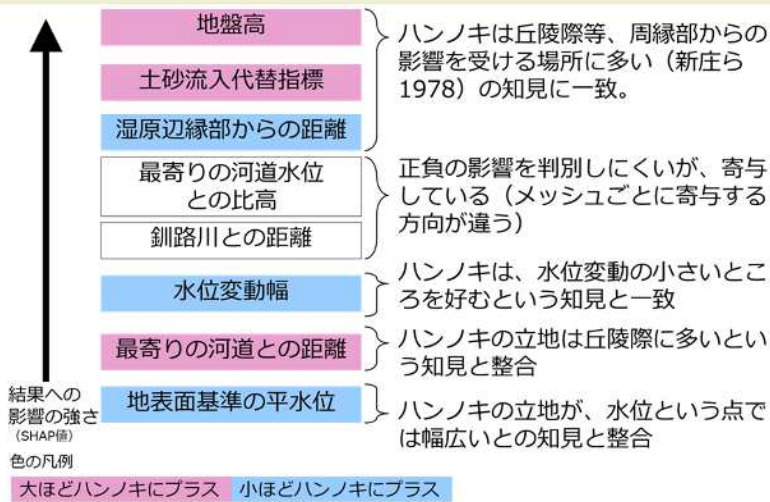 地盤高
土砂流入代替指標
湿原辺縁部からの距離
ハンノキは丘陵際等、周縁部からの
影響を受ける場所に多い（新庄ら
1978）の知見に一致。
最寄りの河道水位
との比高
釧路川との距離
正負の影響を判別しにくいが、寄与
している（メッシュごとに寄与する
方向が違う）
水位変動幅
ハンノキは、水位変動の小さいとこ
ろを好むという知見と一致
最寄りの河道との距離
ハンノキの立地は丘陵際に多いとい
う知見と整合
地表面基準の平水位
ハンノキの立地が、水位という点で
は幅広いとの知見と整合
結果への
影響の強さ
（SHAP値）
色の凡例
大ほどハンノキにプラス
小ほどハンノキにプラス